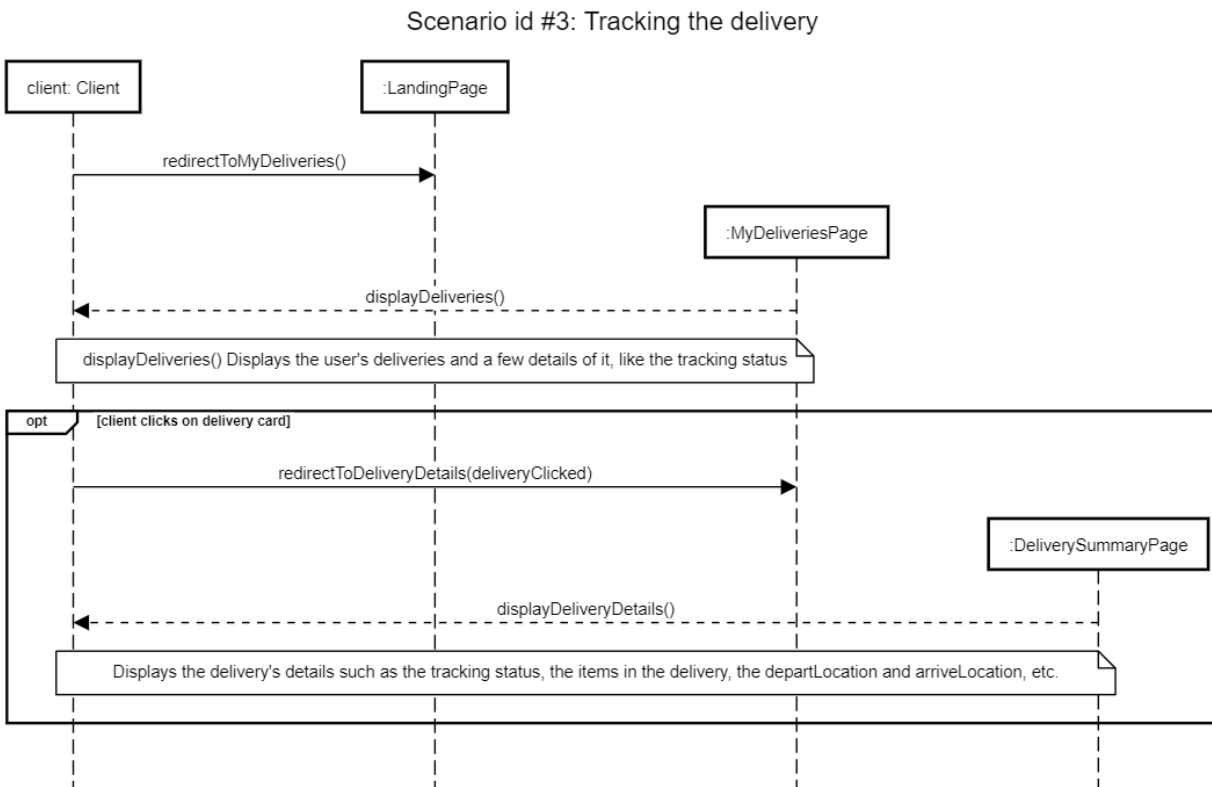 Scenario id #3: Tracking the delivery
client: Client
:LandingPage
redirectToMyDeliveries()
:MyDeliveriesPage
displayDeliveries()
displayDeliveries() Displays the user's deliveries and a few details of it, like the tracking status
opt
[client clicks on delivery card]
redirectToDeliveryDetails(deliveryClicked)
:DeliverySummaryPage
displayDeliveryDetails()
Displays the delivery's details such as the tracking status, the items in the delivery, the departLocation and arriveLocation, etc.